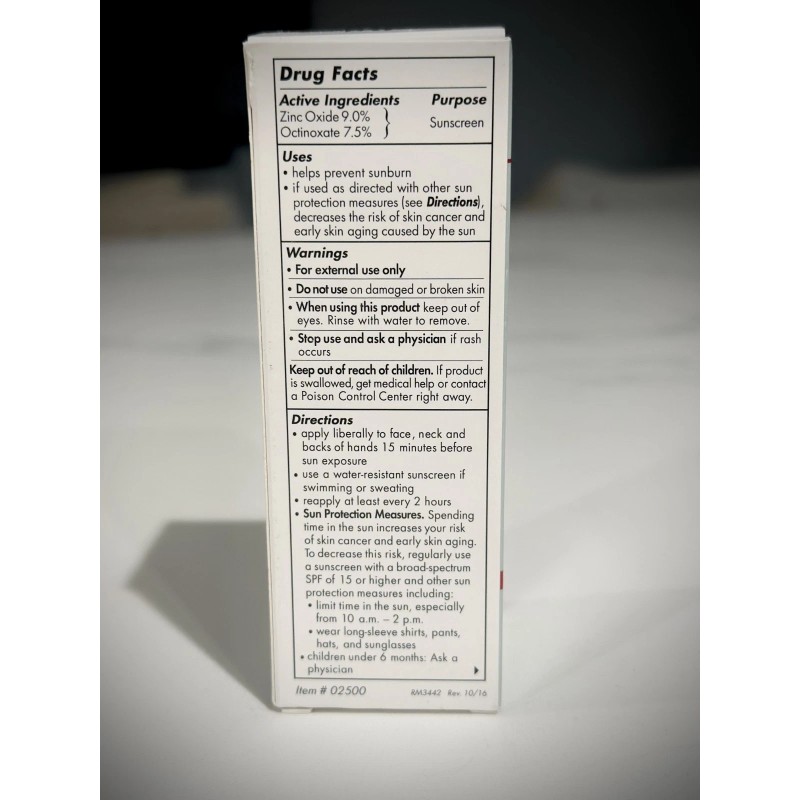 Drug Facts
Active Ingredients Purpose
Zinc Oxide 9.0%
Octinoxate 7.5% } Sunscreen
Uses
• helps prevent sunburn
• if used as directed with other sun
protection measures (see Directions),
decreases the risk of skin cancer and
early skin aging caused by the sun
Warnings
• For external use only
• Do not use on damaged or broken skin
• When using this product keep out of
eyes. Rinse with water to remove.
• Stop use and ask a physician if rash
occurs
Keep out of reach of children. If product
is swallowed, get medical help or contact
a Poison Control Center right away.
Directions
• apply liberally to face, neck and
backs of hands 15 minutes before
sun exposure
• use a water-resistant sunscreen if
swimming or sweating
• reapply at least every 2 hours
• Sun Protection Measures. Spending
time in the sun increases your risk
of skin cancer and early skin aging.
To decrease this risk, regularly use
a sunscreen with a broad-spectrum
SPF of 15 or higher and other sun
protection measures including:
• limit time in the sun, especially
from 10 a.m. – 2 p.m.
• wear long-sleeve shirts, pants,
hats, and sunglasses
• children under 6 months: Ask a
physician
Item # 02500 RM3442 Rev. 10/16